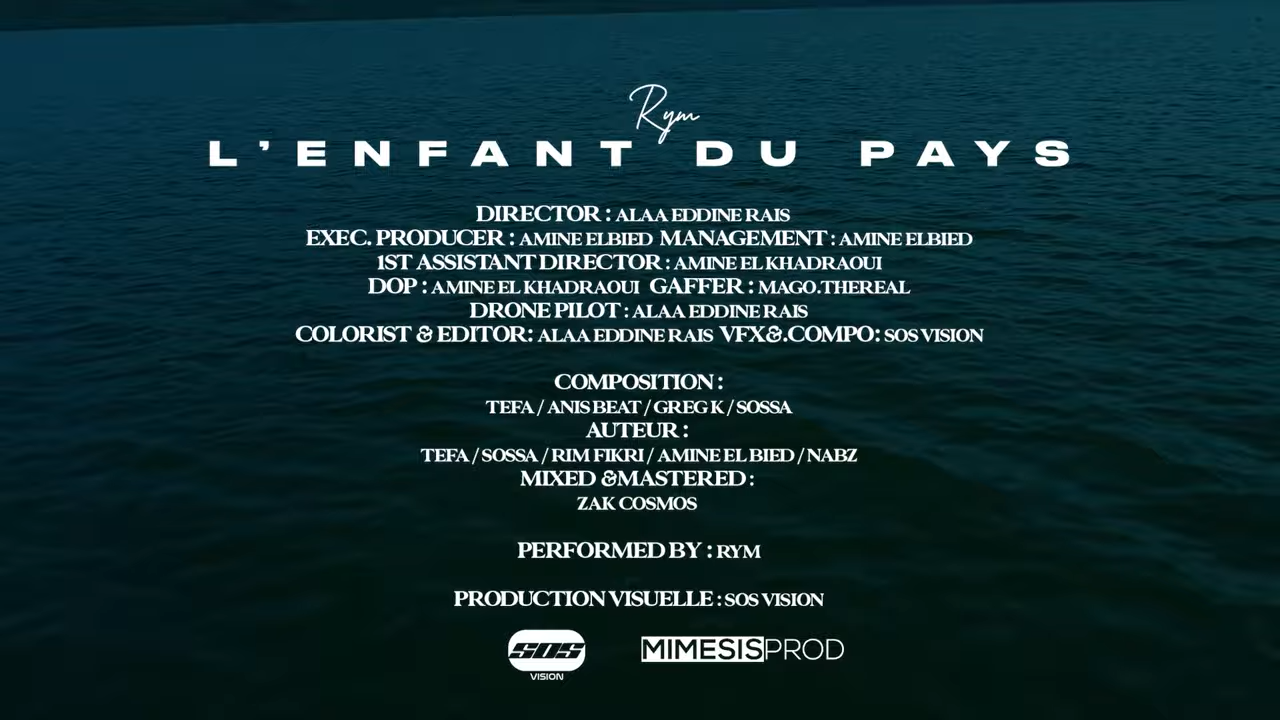 Rym
L'ENFANT DU PAYS
DIRECTOR : ALAA EDDINE RAIS
EXEC. PRODUCER : AMINE ELBIED MANAGEMENT : AMINE ELBIED
1ST ASSISTANT DIRECTOR : AMINE EL KHADRAOUI
DOP : AMINE EL KHADRAOUI GAFFER : MAGO.THEREAL
DRONE PILOT : ALAA EDDINE RAIS
COLORIST & EDITOR: ALAA EDDINE RAIS VFX&.COMPO: SOS VISION
COMPOSITION :
TEFA / ANIS BEAT / GREG K / SOSSA
AUTEUR :
TEFA / SOSSA / RIM FIKRI / AMINE EL BIED / NABZ
MIXED &MASTERED :
ZAK COSMOS
PERFORMED BY : RYM
PRODUCTION VISUELLE : SOS VISION
SOS
VISION
MIMESISPROD